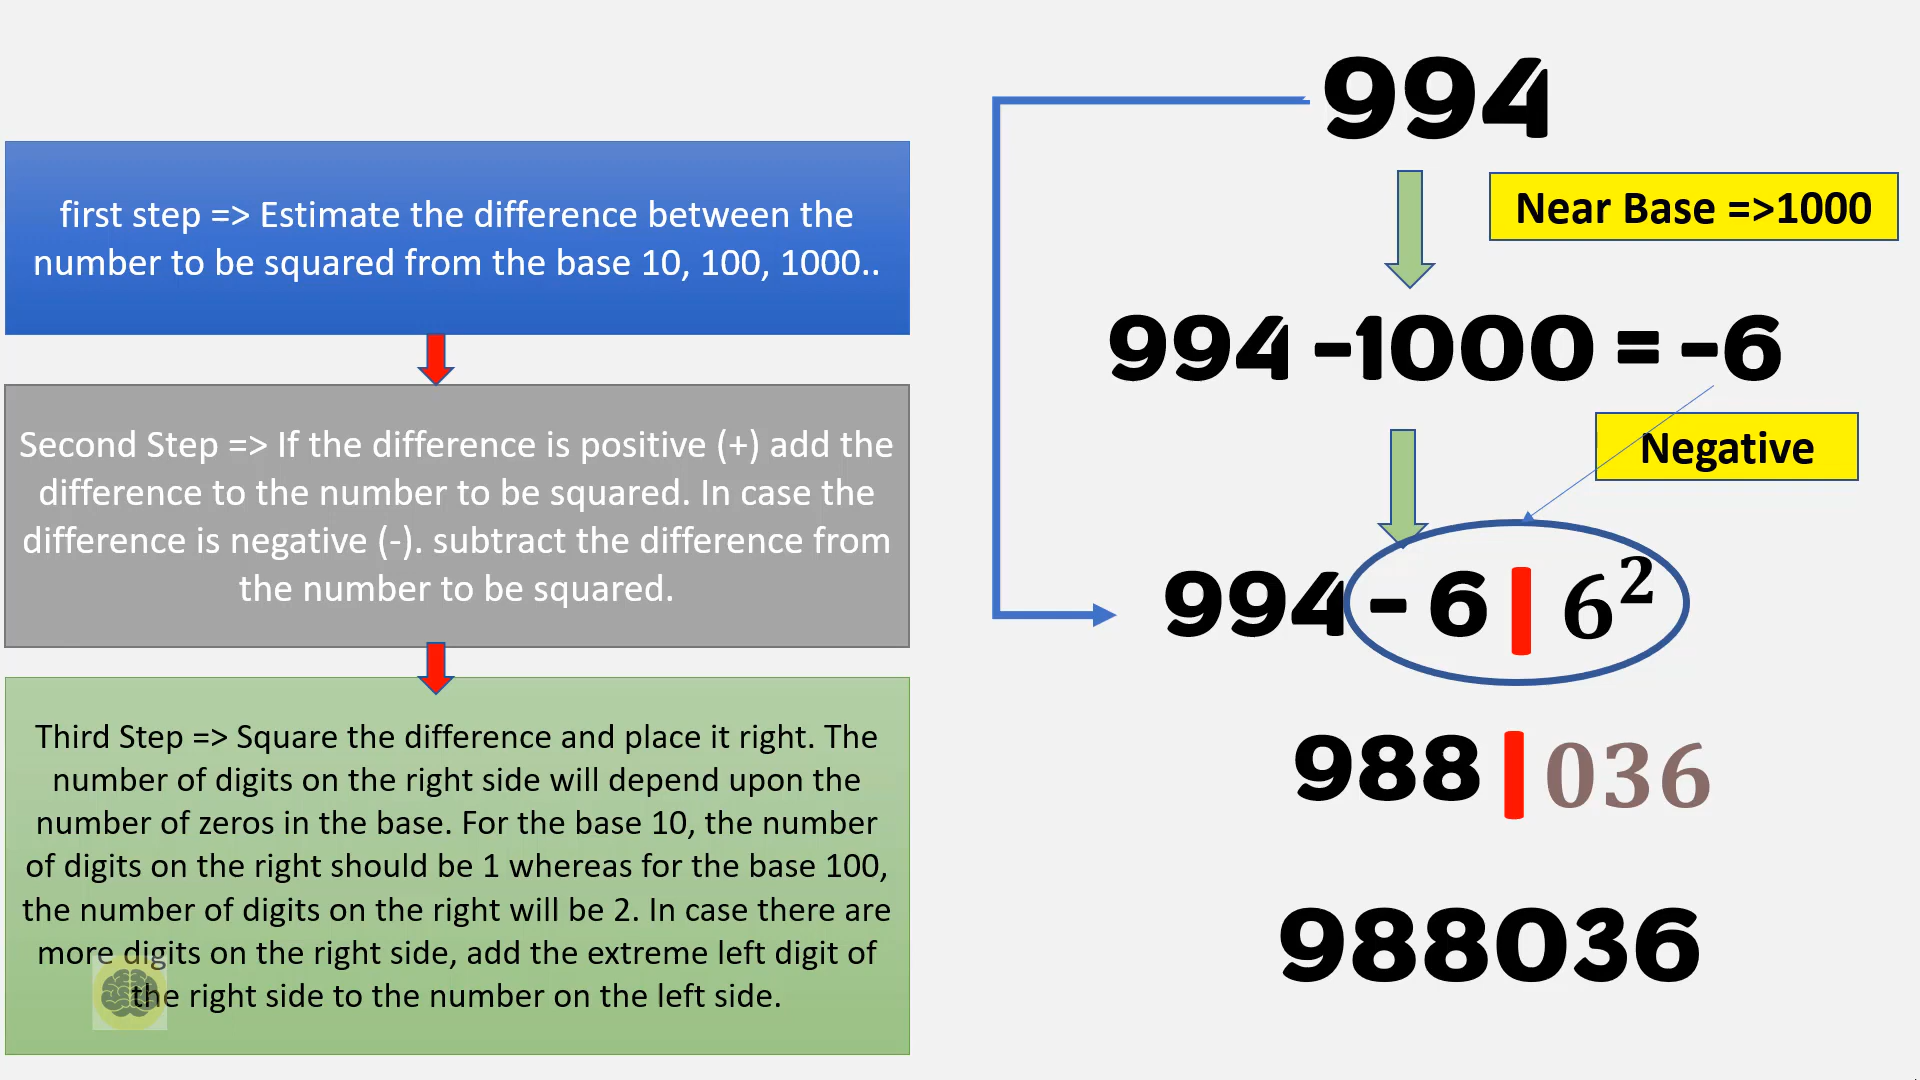 first step => Estimate the difference between the
number to be squared from the base 10, 100, 1000..
Second Step => If the difference is positive (+) add the
difference to the number to be squared. In case the
difference is negative (-). subtract the difference from
the number to be squared.
Third Step => Square the difference and place it right. The
number of digits on the right side will depend upon the
number of zeros in the base. For the base 10, the number
of digits on the right should be 1 whereas for the base 100,
the number of digits on the right will be 2. In case there are
more digits on the right side, add the extreme left digit of
the right side to the number on the left side.
994
Near Base =>1000
994 -1000 = -6
Negative
994 - 6 | 6²
988 | 036
988036